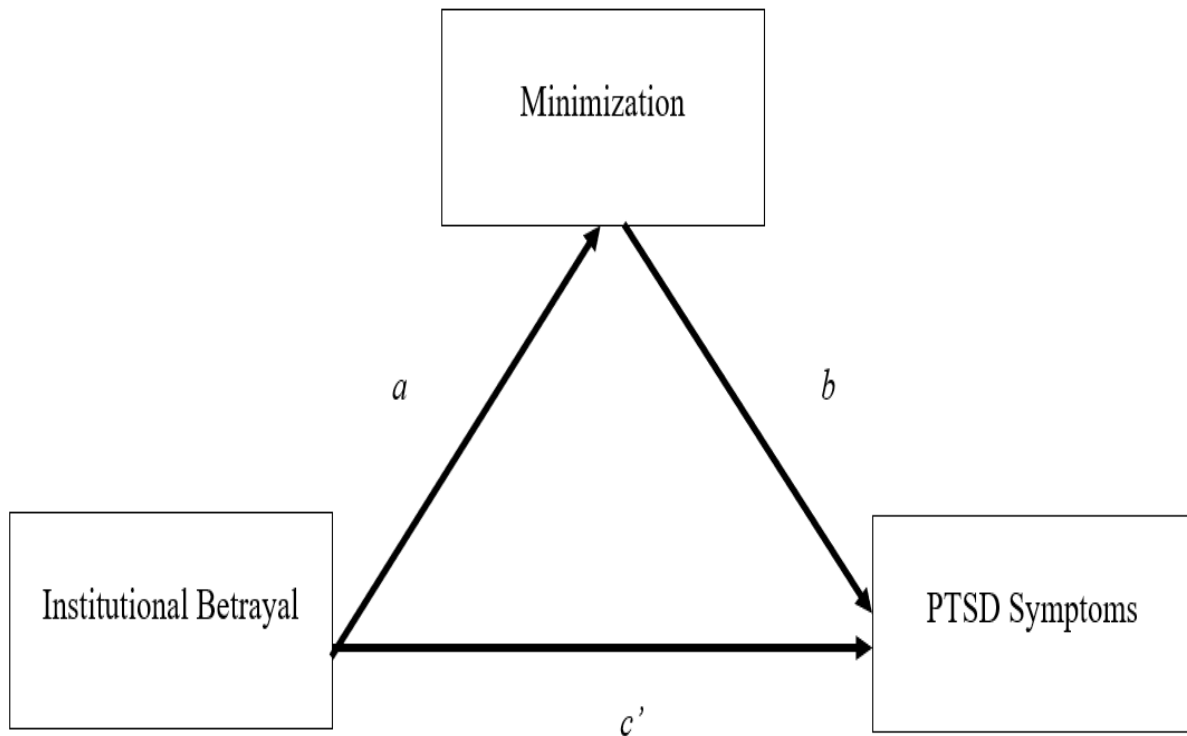 Minimization
a
b
Institutional Betrayal
PTSD Symptoms
c’